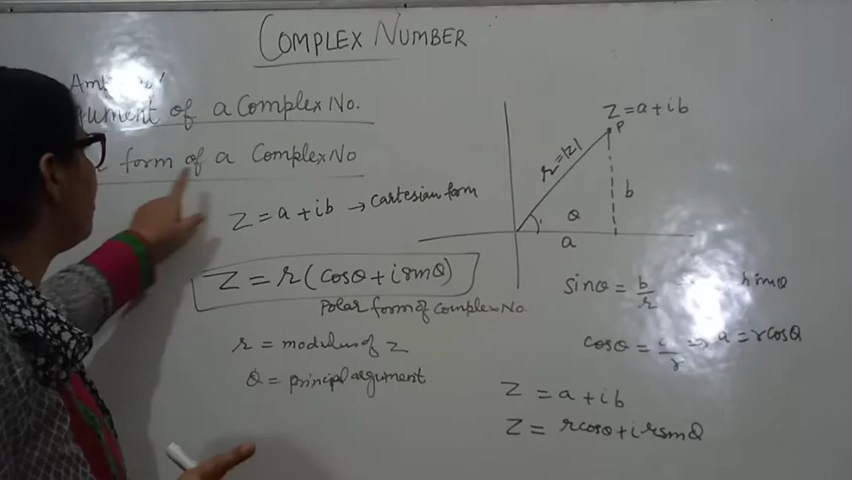 COMPLEX NUMBER
of a Complex No.
form of a Complex No
Z = a + ib → Cartesian form
Z = r (cosθ + i sinθ)
Polar form of Complex No.
r = modulus of Z
θ = principal argument
Z = a + ib
P
r = |Z|
b
θ
a
sinθ = b/r
cosθ = a/r ⇒ a = r cosθ
Z = a + ib
Z = r cosθ + i r sinθ